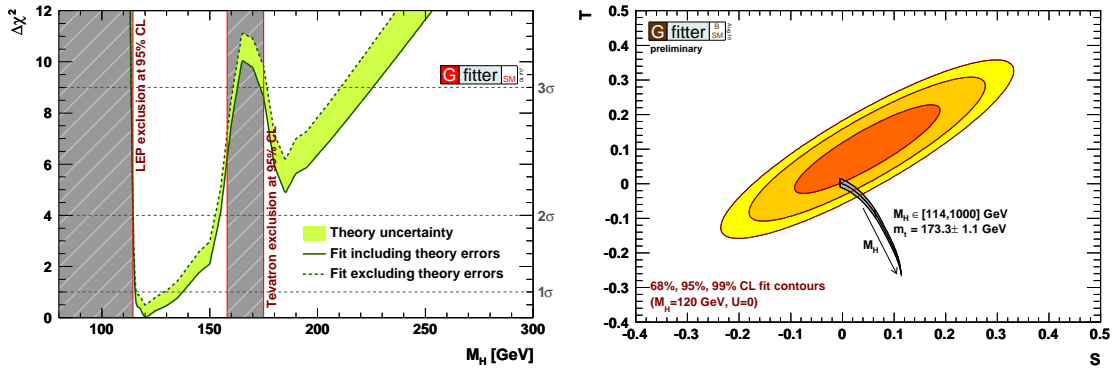 Δχ²
12
10
8
6
4
2
0
LEP exclusion at 95% CL
Tevatron exclusion at 95% CL
G fitter SM
3σ
2σ
1σ
Theory uncertainty
Fit including theory errors
Fit excluding theory errors
100
150
200
250
300
M_H [GeV]
T
0.5
0.4
0.3
0.2
0.1
0
-0.1
-0.2
-0.3
-0.4
G fitter B SM
Aug 10
preliminary
M_H ∈ [114,1000] GeV
m_t = 173.3± 1.1 GeV
M_H
68%, 95%, 99% CL fit contours
(M_H=120 GeV, U=0)
-0.5
-0.4
-0.3
-0.2
-0.1
0
0.1
0.2
0.3
0.4
0.5
S